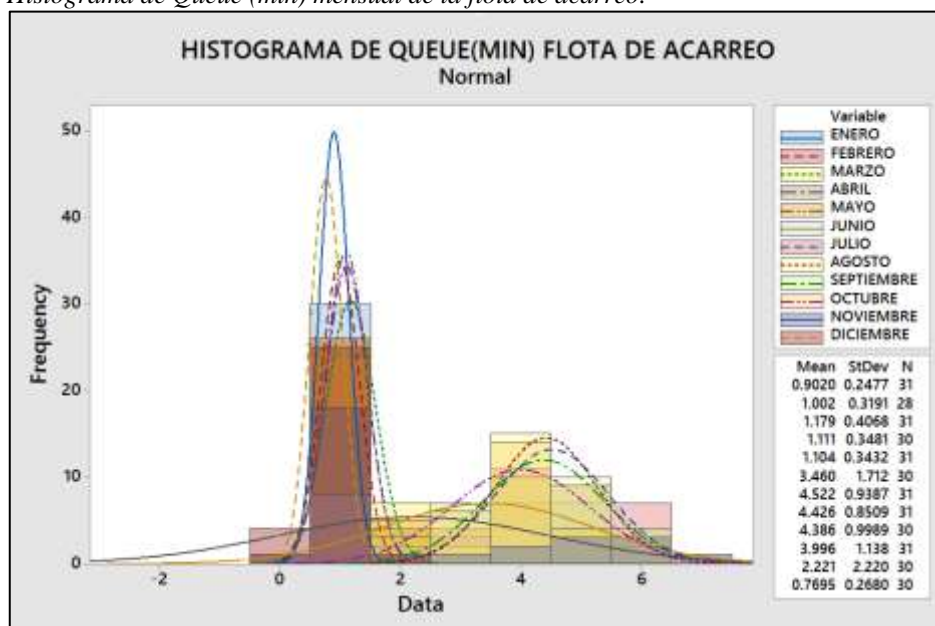 Histograma de Queue (min) mensual de la flota de acarreo.
HISTOGRAMA DE QUEUE(MIN) FLOTA DE ACARREO
Normal
50
40
30
20
10
0
Frequency
-2 0 2 4 6
Data
Variable
ENERO
FEBRERO
MARZO
ABRIL
MAYO
JUNIO
JULIO
AGOSTO
SEPTIEMBRE
OCTUBRE
NOVIEMBRE
DICIEMBRE
Mean StDev N
0.9020 0.2477 31
1.002 0.3191 28
1.179 0.4068 31
1.111 0.3481 30
1.104 0.3432 31
3.460 1.712 30
4.522 0.9387 31
4.426 0.8509 31
4.386 0.9989 30
3.996 1.138 31
2.221 2.220 30
0.7695 0.2680 30